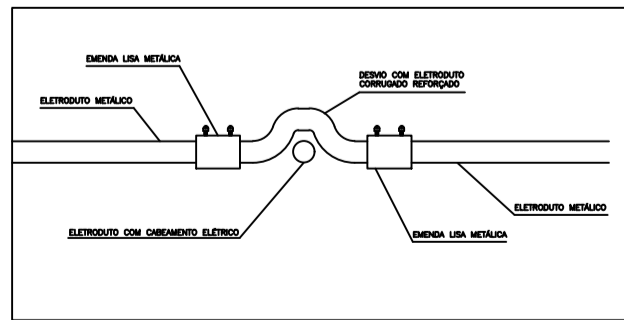 EMENDA LISA METÁLICA
DESVIO COM ELETRODUTO
CORRUGADO REFORÇADO
ELETRODUTO METÁLICO
ELETRODUTO METÁLICO
ELETRODUTO COM CABEAMENTO ELÉTRICO
EMENDA LISA METÁLICA